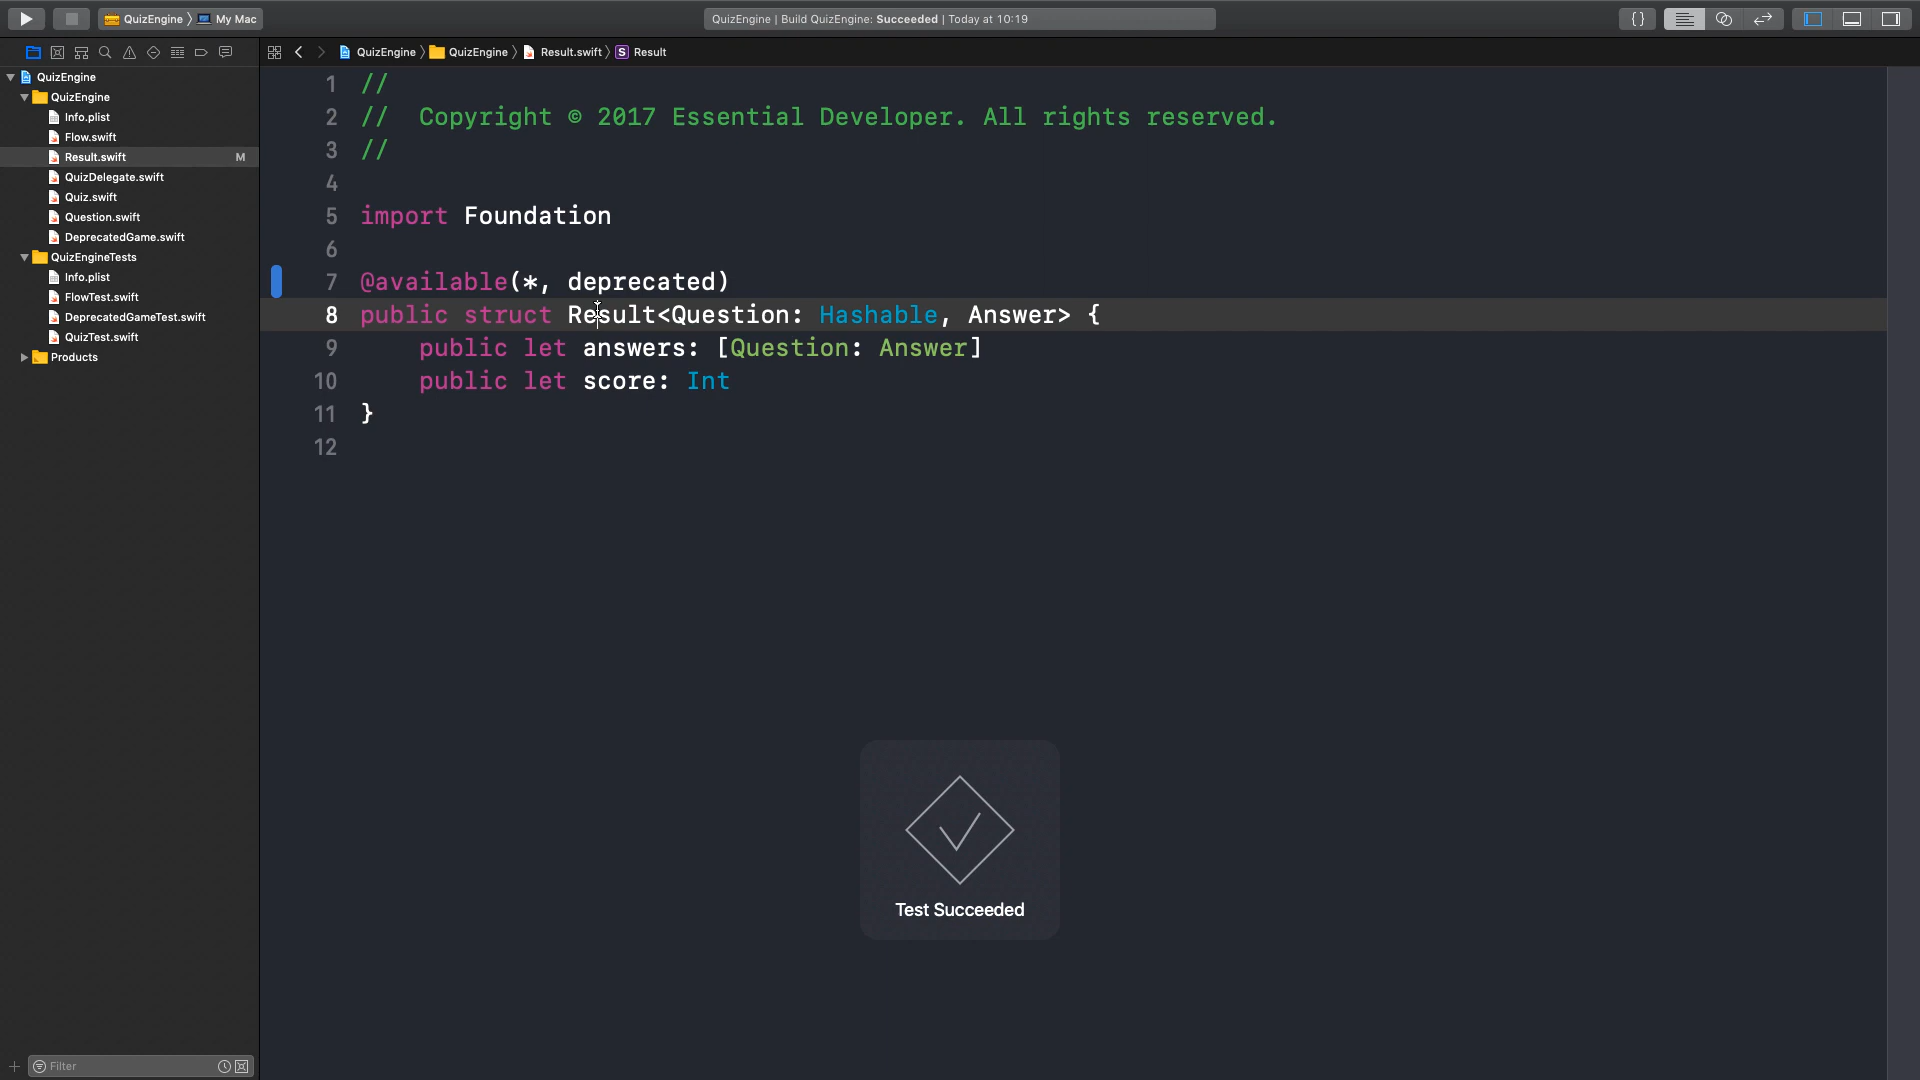 QuizEngine 〉 My Mac
QuizEngine | Build QuizEngine: Succeeded | Today at 10:19
{}
QuizEngine 〉 QuizEngine 〉 Result.swift 〉 S Result
QuizEngine
QuizEngine
Info.plist
Flow.swift
Result.swift M
QuizDelegate.swift
Quiz.swift
Question.swift
DeprecatedGame.swift
QuizEngineTests
Info.plist
FlowTest.swift
DeprecatedGameTest.swift
QuizTest.swift
Products
Filter
1 //
2 //  Copyright © 2017 Essential Developer. All rights reserved.
3 //
4
5 import Foundation
6
7 @available(*, deprecated)
8 public struct Result<Question: Hashable, Answer> {
9     public let answers: [Question: Answer]
10     public let score: Int
11 }
12
Test Succeeded